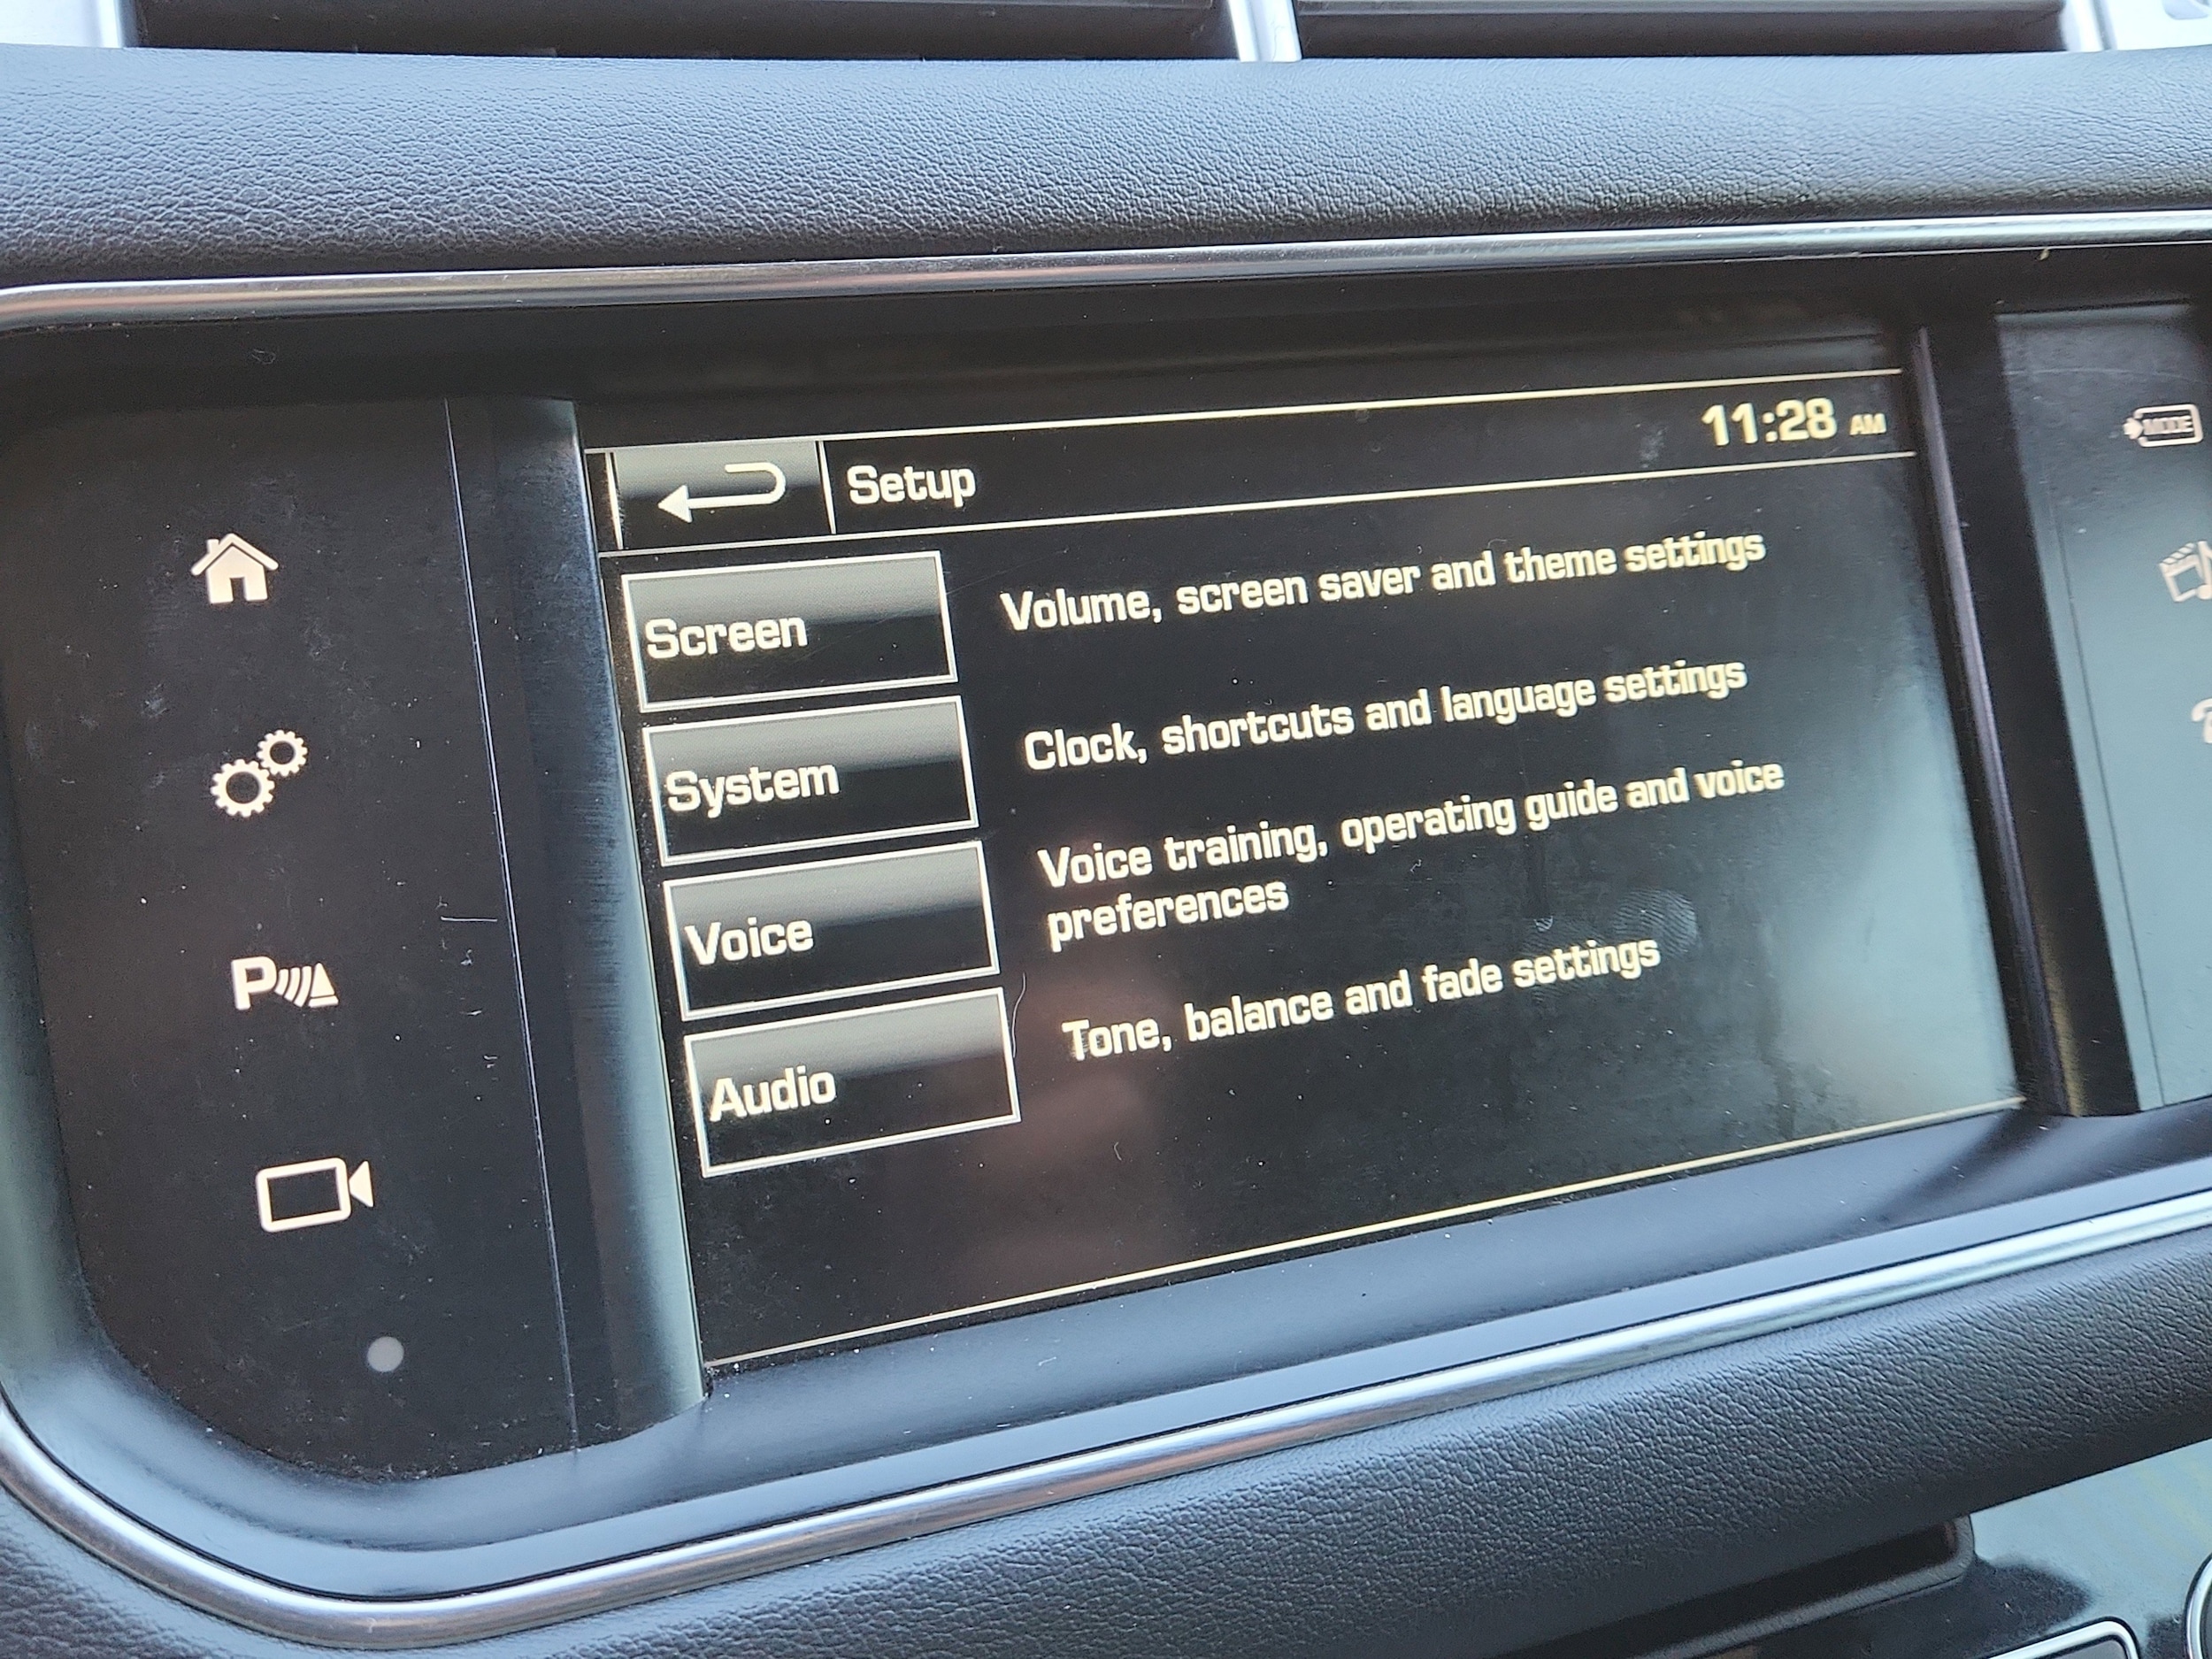 11:28 AM
Setup
MODE
Screen
Volume, screen saver and theme settings
System
Clock, shortcuts and language settings
Voice
Voice training, operating guide and voice
preferences
Audio
Tone, balance and fade settings
P